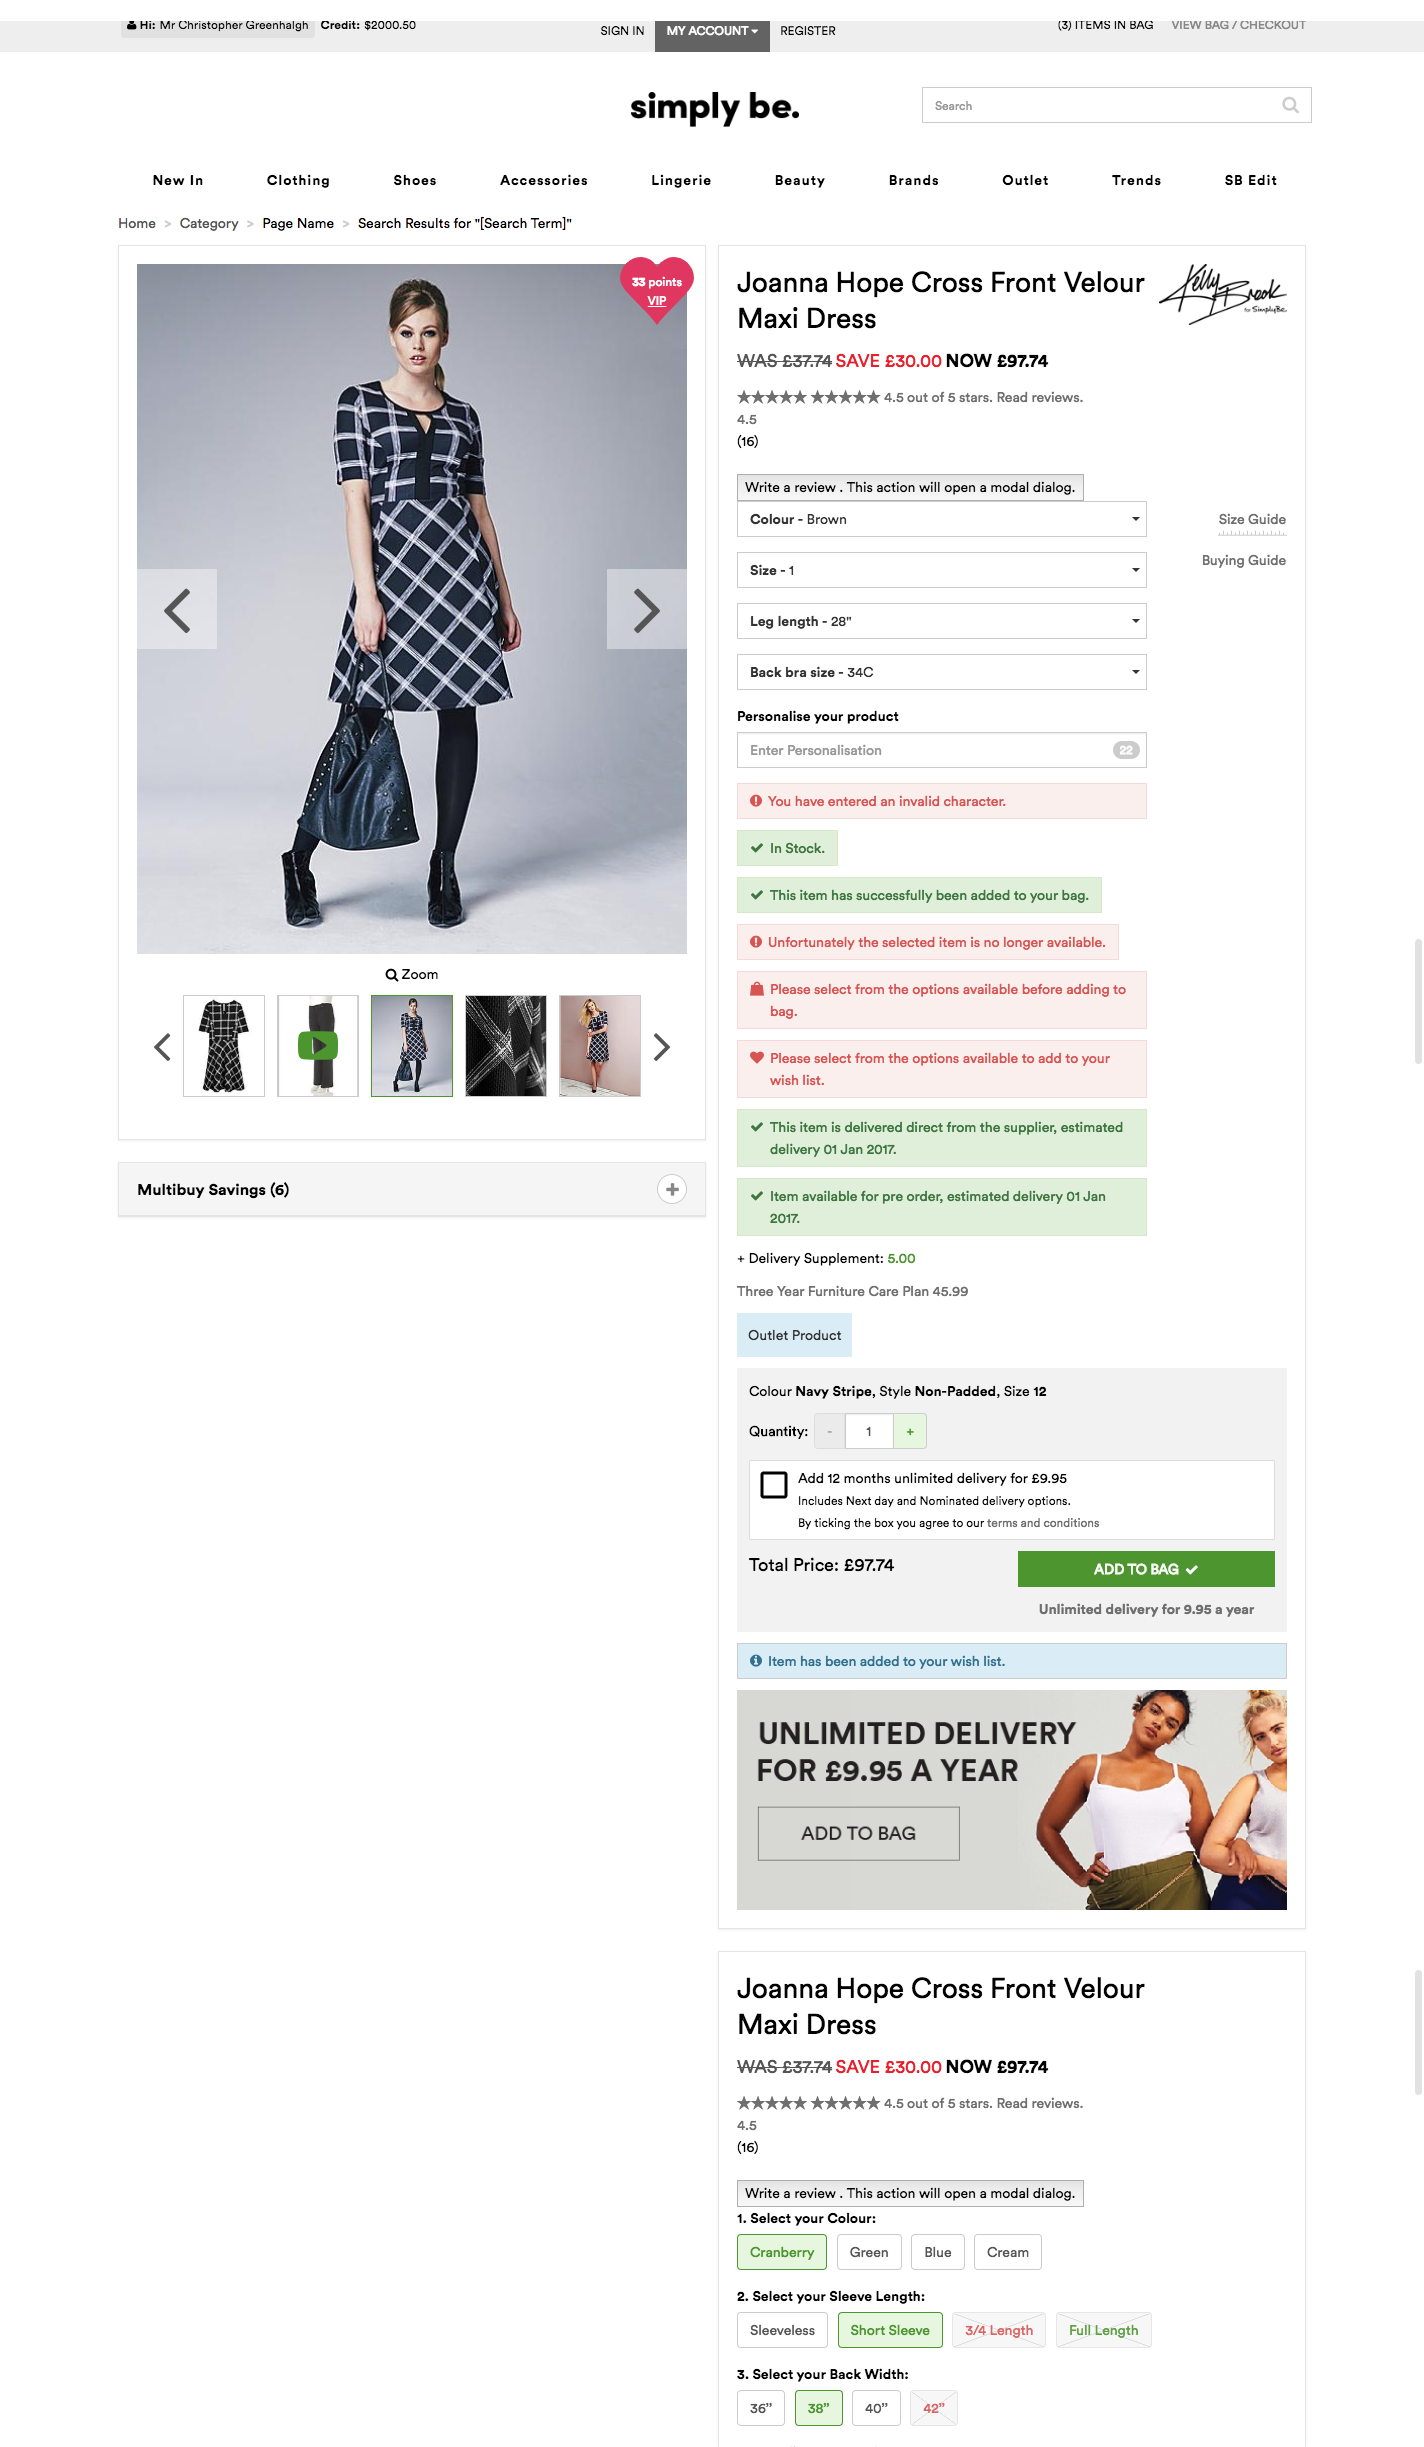 Hi: Mr Christopher Greenhalgh Credit: $2000.50
SIGN IN MY ACCOUNT REGISTER
(3) ITEMS IN BAG VIEW BAG / CHECKOUT
simply be.
Search
New In Clothing Shoes Accessories Lingerie Beauty Brands Outlet Trends SB Edit
Home > Category > Page Name > Search Results for "[Search Term]"
33 points
VIP
Zoom
Multibuy Savings (6)
Joanna Hope Cross Front Velour
Maxi Dress
Kelly Brook
for SimplyBe
WAS £37.74 SAVE £30.00 NOW £97.74
★★★★★ ★★★★★ 4.5 out of 5 stars. Read reviews.
4.5
(16)
Write a review . This action will open a modal dialog.
Colour - Brown
Size Guide
Size - 1
Buying Guide
Leg length - 28"
Back bra size - 34C
Personalise your product
Enter Personalisation 22
You have entered an invalid character.
In Stock.
This item has successfully been added to your bag.
Unfortunately the selected item is no longer available.
Please select from the options available before adding to
bag.
Please select from the options available to add to your
wish list.
This item is delivered direct from the supplier, estimated
delivery 01 Jan 2017.
Item available for pre order, estimated delivery 01 Jan
2017.
+ Delivery Supplement: 5.00
Three Year Furniture Care Plan 45.99
Outlet Product
Colour Navy Stripe, Style Non-Padded, Size 12
Quantity: - 1 +
Add 12 months unlimited delivery for £9.95
Includes Next day and Nominated delivery options.
By ticking the box you agree to our terms and conditions
Total Price: £97.74
ADD TO BAG
Unlimited delivery for 9.95 a year
Item has been added to your wish list.
UNLIMITED DELIVERY
FOR £9.95 A YEAR
ADD TO BAG
Joanna Hope Cross Front Velour
Maxi Dress
WAS £37.74 SAVE £30.00 NOW £97.74
★★★★★ ★★★★★ 4.5 out of 5 stars. Read reviews.
4.5
(16)
Write a review . This action will open a modal dialog.
1. Select your Colour:
Cranberry Green Blue Cream
2. Select your Sleeve Length:
Sleeveless Short Sleeve 3/4 Length Full Length
3. Select your Back Width:
36” 38” 40” 42”